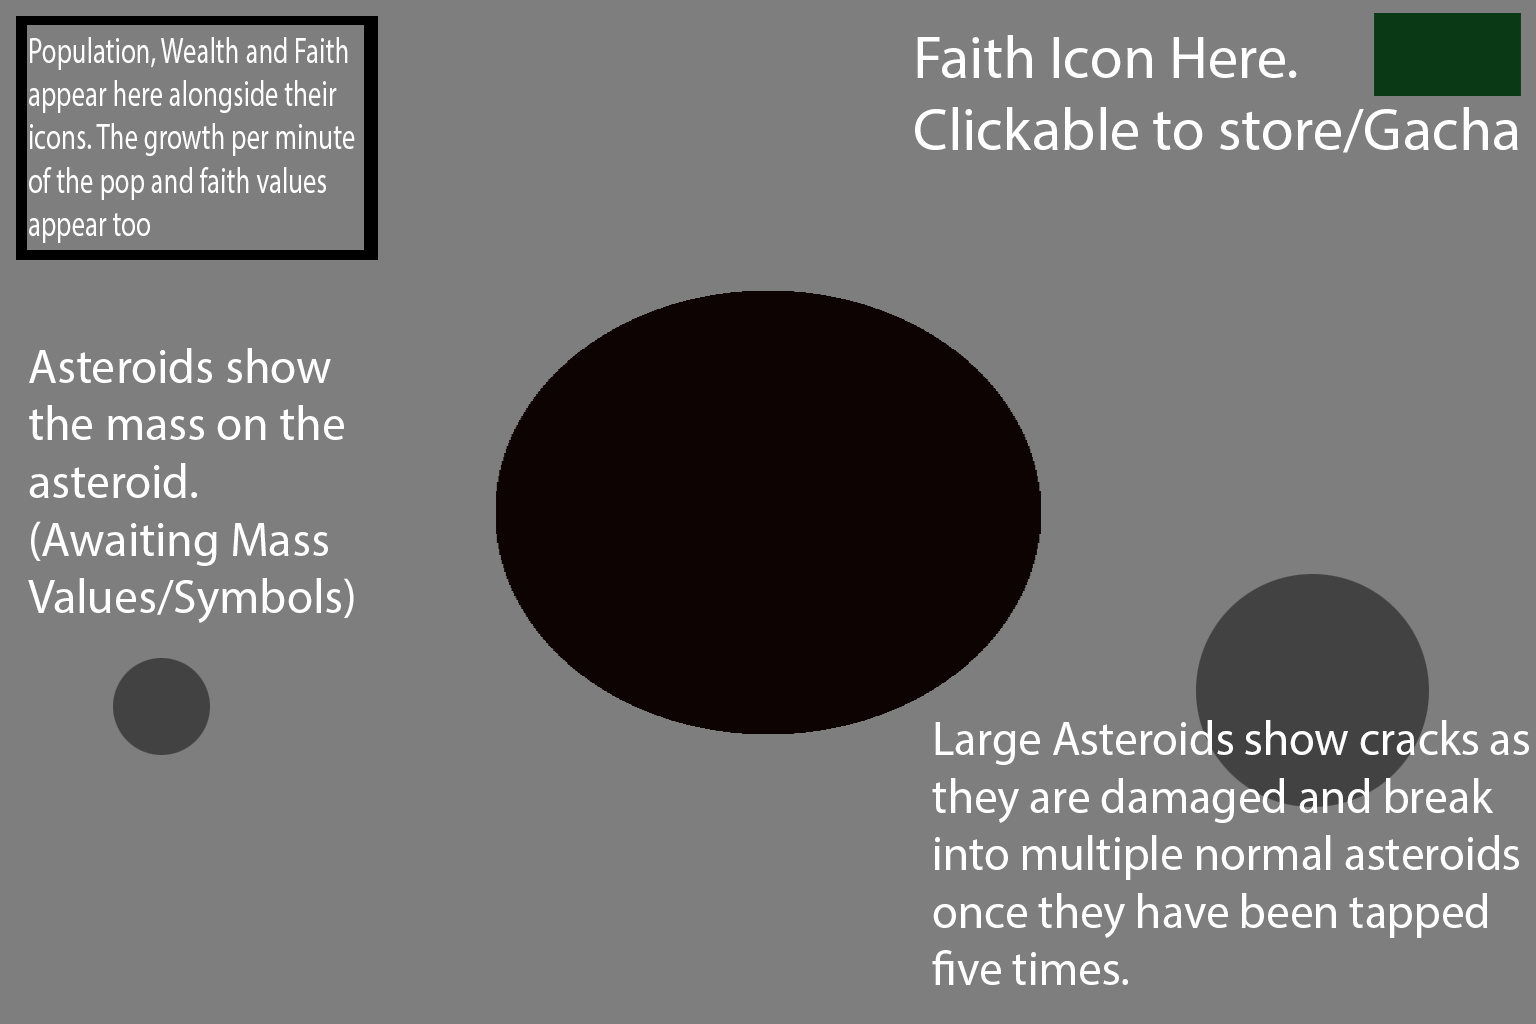 Population, Wealth and Faith
appear here alongside their
icons. The growth per minute
of the pop and faith values
appear too
Faith Icon Here.
Clickable to store/Gacha
Asteroids show
the mass on the
asteroid.
(Awaiting Mass
Values/Symbols)
Large Asteroids show cracks as
they are damaged and break
into multiple normal asteroids
once they have been tapped
five times.